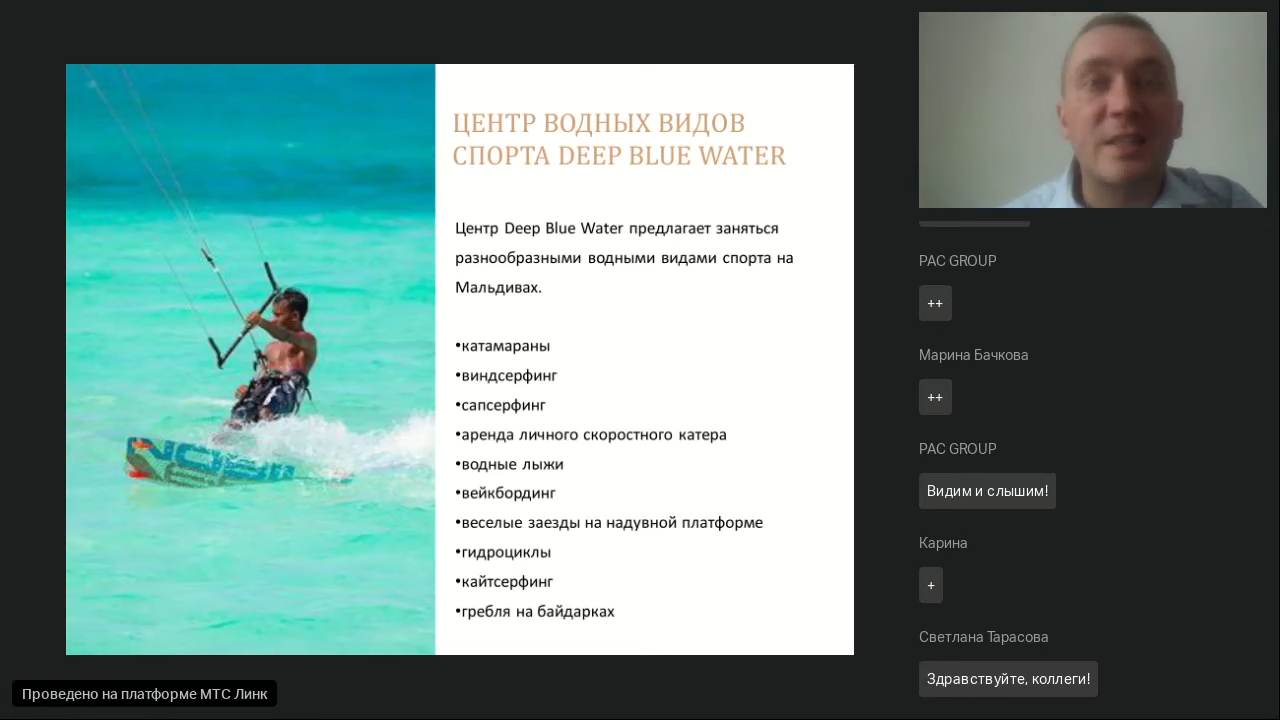 ЦЕНТР ВОДНЫХ ВИДОВ
СПОРТА DEEP BLUE WATER
Центр Deep Blue Water предлагает заняться
разнообразными водными видами спорта на
Мальдивах.
•катамараны
•виндсерфинг
•сапсерфинг
•аренда личного скоростного катера
•водные лыжи
•вейкбординг
•веселые заезды на надувной платформе
•гидроциклы
•кайтсерфинг
•гребля на байдарках
PAC GROUP
++
Марина Бачкова
++
PAC GROUP
Видим и слышим!
Карина
+
Светлана Тарасова
Здравствуйте, коллеги!
Проведено на платформе МТС Линк